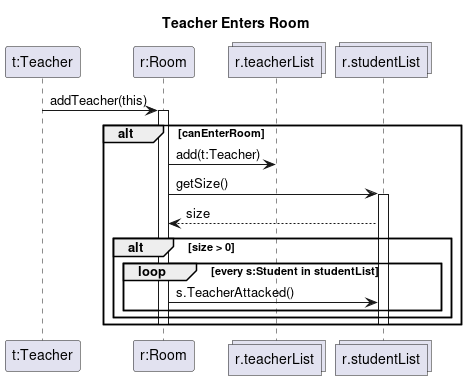 Teacher Enters Room
t:Teacher r:Room r.teacherList r.studentList
addTeacher(this)
alt [canEnterRoom]
add(t:Teacher)
getSize()
size
alt [size > 0]
loop [every s:Student in studentList]
s.TeacherAttacked()
t:Teacher r:Room r.teacherList r.studentList